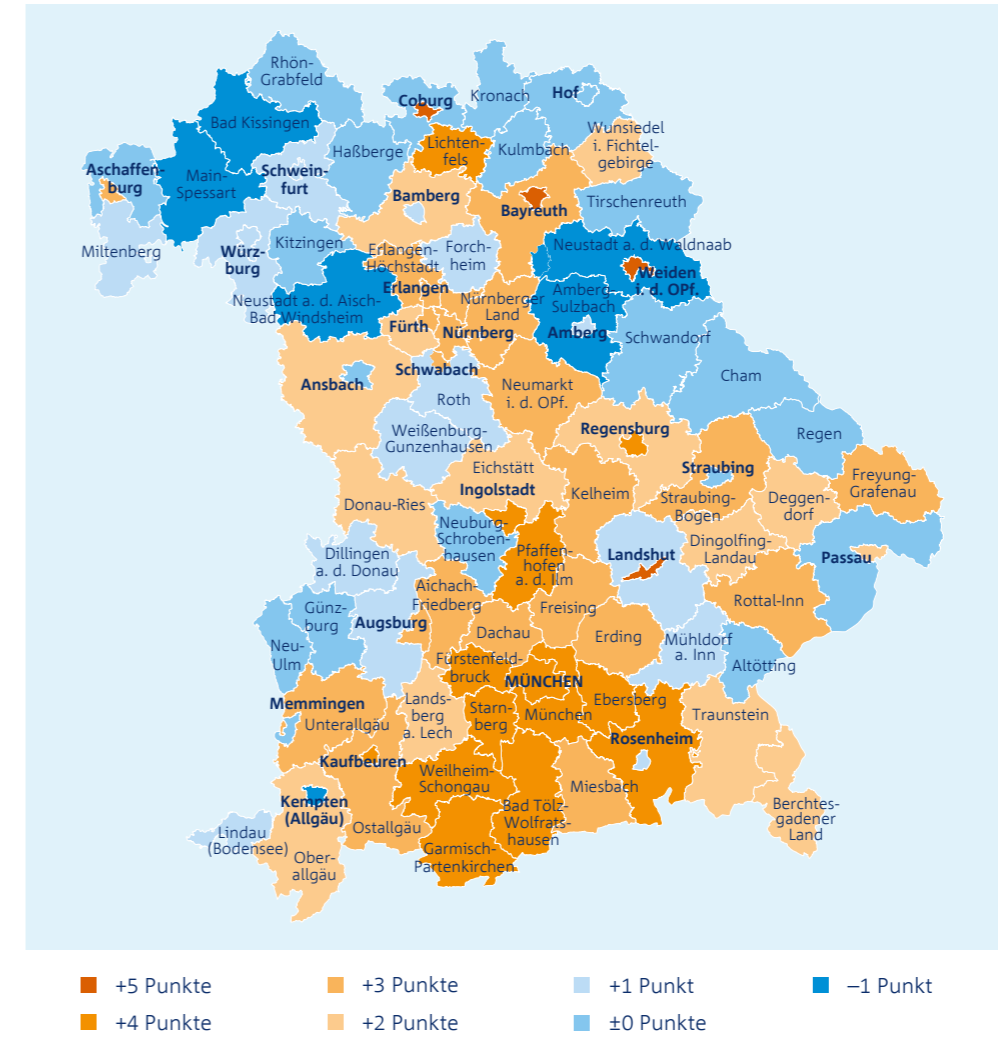 Rhön-
Grabfeld
Coburg
Kronach
Hof
Bad Kissingen
Lichten-
fels
Wunsiedel
i. Fichtel-
gebirge
Haßberge
Kulmbach
Aschaffen-
burg
Main-
Spessart
Schwein-
furt
Bamberg
Bayreuth
Tirschenreuth
Miltenberg
Würz-
burg
Kitzingen
Erlangen-
Höchstadt
Forch-
heim
Neustadt a. d. Waldnaab
Weiden
i. d. OPf.
Erlangen
Neustadt a. d. Aisch-
Bad Windsheim
Nürnberger
Land
Amberg-
Sulzbach
Fürth
Nürnberg
Amberg
Schwandorf
Ansbach
Schwabach
Roth
Neumarkt
i. d. OPf.
Cham
Weißenburg-
Gunzenhausen
Regensburg
Regen
Eichstätt
Ingolstadt
Straubing
Freyung-
Grafenau
Donau-Ries
Kelheim
Straubing-
Bogen
Deggen-
dorf
Neuburg-
Schroben-
hausen
Pfaffen-
hofen
a. d. Ilm
Dillingen
a. d. Donau
Landshut
Dingolfing-
Landau
Passau
Aichach-
Friedberg
Günz-
burg
Augsburg
Freising
Rottal-Inn
Dachau
Erding
Mühldorf
a. Inn
Neu-
Ulm
Altötting
Fürstenfeld-
bruck
MÜNCHEN
Memmingen
Unterallgäu
Lands-
berg
a. Lech
Starn-
berg
München
Ebersberg
Traunstein
Rosenheim
Kaufbeuren
Weilheim-
Schongau
Miesbach
Kempten
(Allgäu)
Ostallgäu
Bad Tölz-
Wolfrats-
hausen
Berchtes-
gadener
Land
Lindau
(Bodensee)
Ober-
allgäu
Garmisch-
Partenkirchen
+5 Punkte
+3 Punkte
+1 Punkt
–1 Punkt
+4 Punkte
+2 Punkte
±0 Punkte